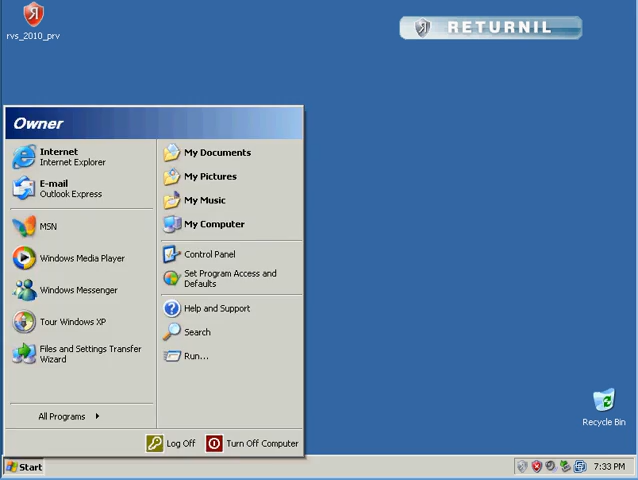 rvs_2010_prv
RETURNIL
Owner
Internet
Internet Explorer
E-mail
Outlook Express
MSN
Windows Media Player
Windows Messenger
Tour Windows XP
Files and Settings Transfer
Wizard
All Programs
My Documents
My Pictures
My Music
My Computer
Control Panel
Set Program Access and
Defaults
Help and Support
Search
Run...
Log Off
Turn Off Computer
Recycle Bin
Start
7:33 PM